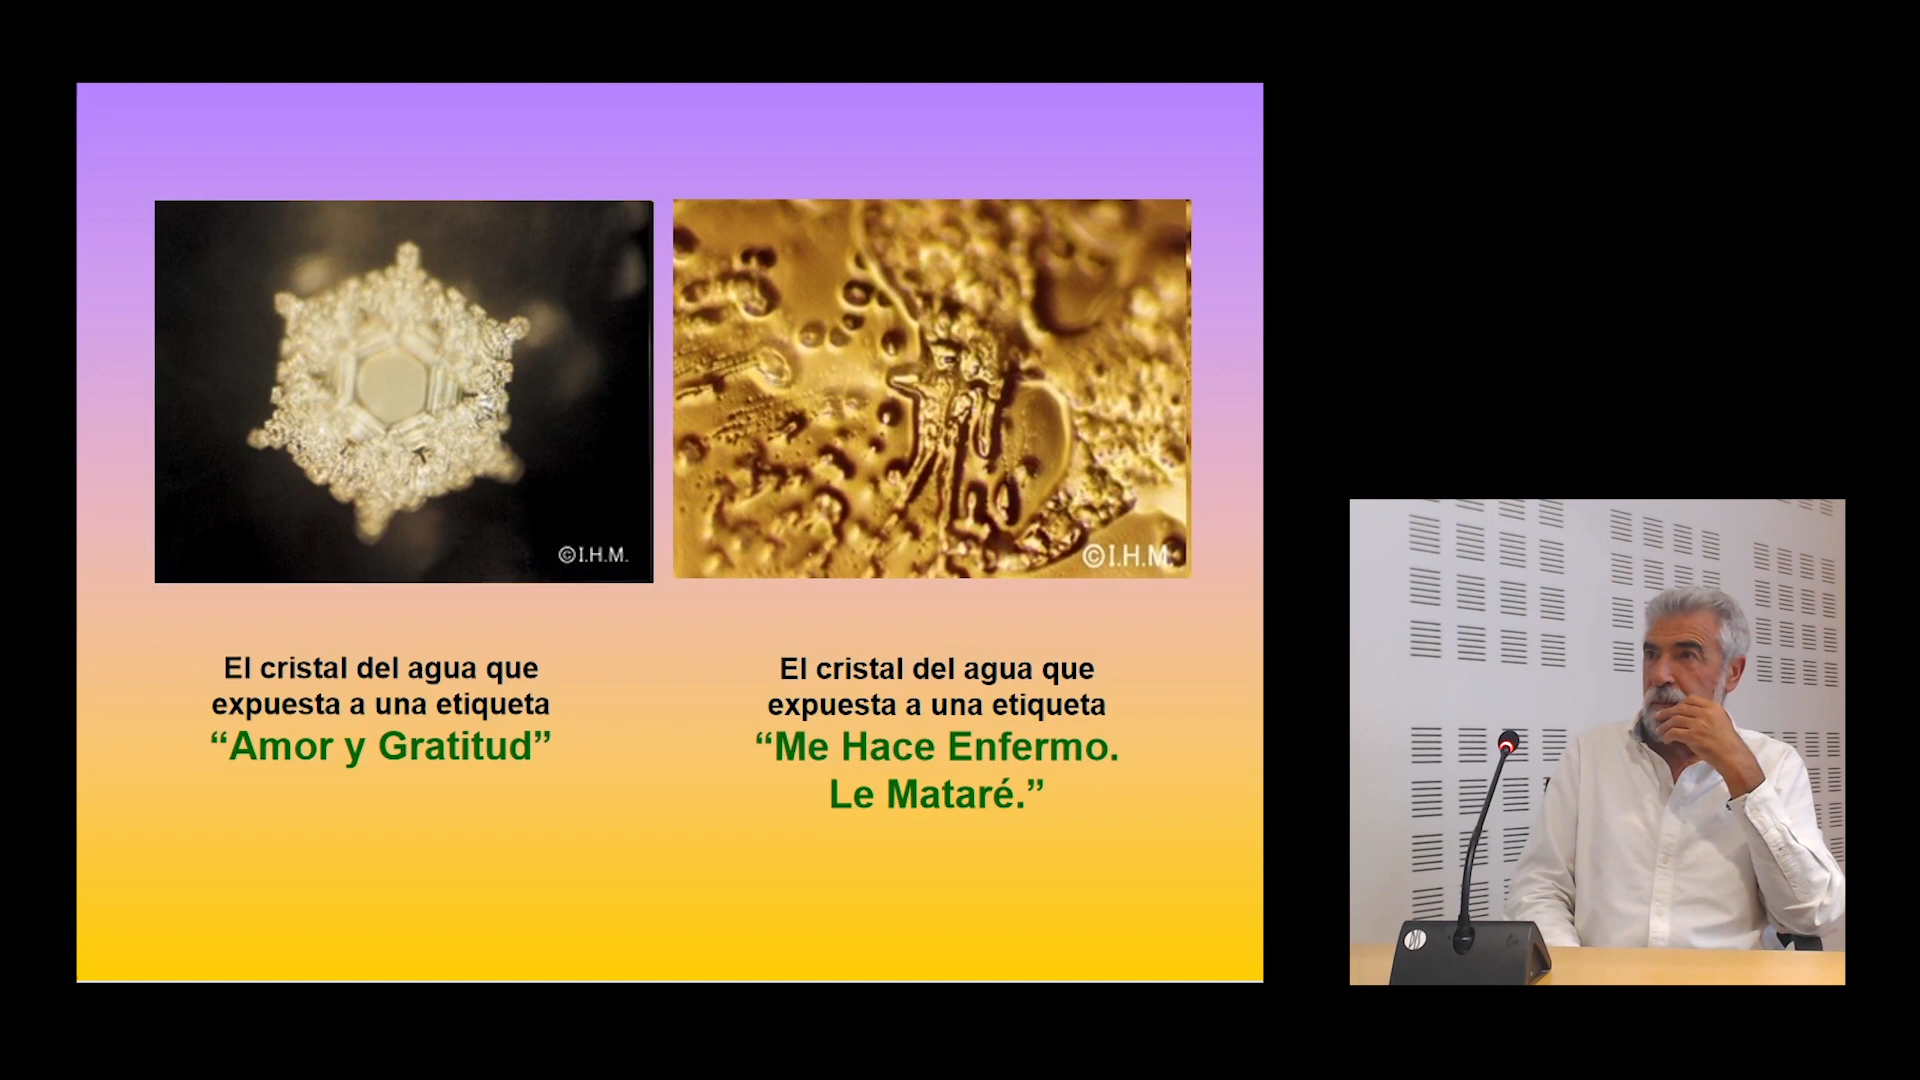 ©I.H.M.
©I.H.M.
El cristal del agua que
expuesta a una etiqueta
“Amor y Gratitud”
El cristal del agua que
expuesta a una etiqueta
“Me Hace Enfermo.
Le Mataré.”